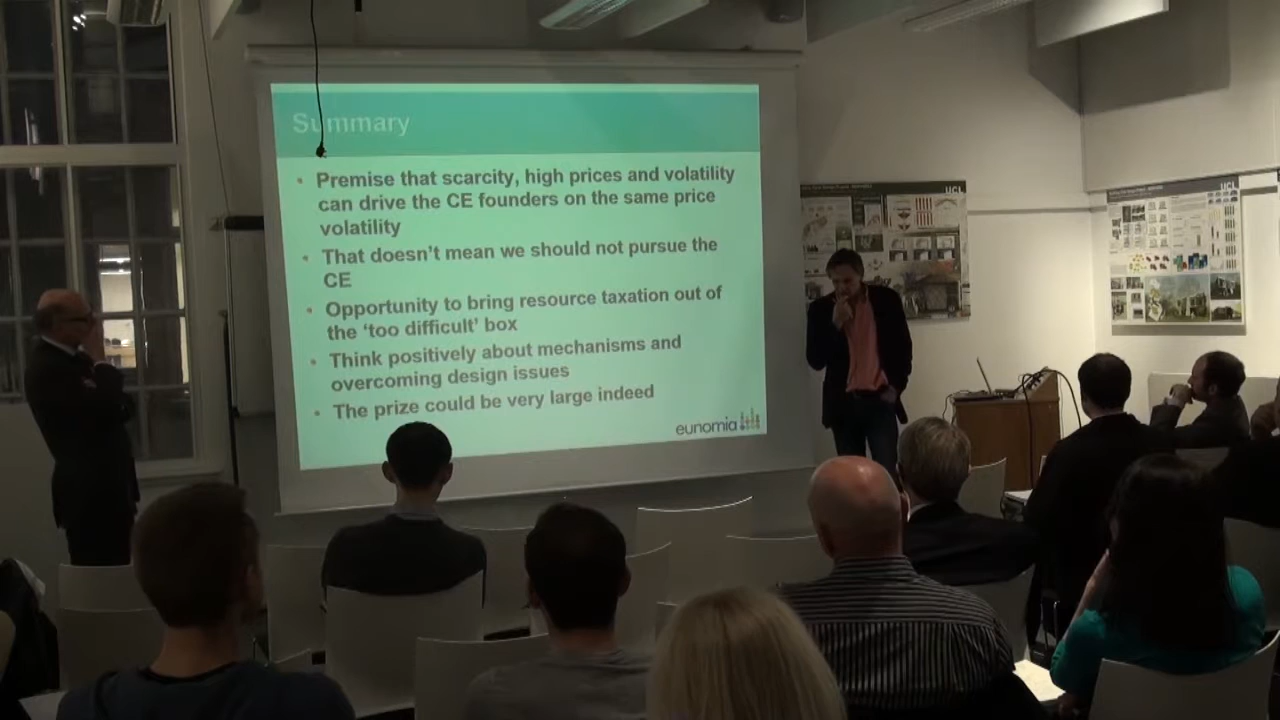 Summary
• Premise that scarcity, high prices and volatility
can drive the CE founders on the same price
volatility
• That doesn't mean we should not pursue the
CE
• Opportunity to bring resource taxation out of
the 'too difficult' box
• Think positively about mechanisms and
overcoming design issues
• The prize could be very large indeed
eunomia
UCL
UCL